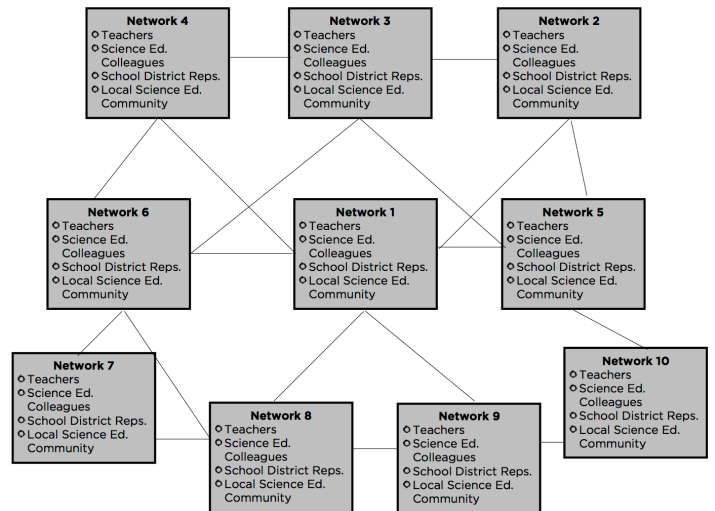 Network 4
Teachers
Science Ed.
Colleagues
School District Reps.
Local Science Ed.
Community
Network 3
Teachers
Science Ed.
Colleagues
School District Reps.
Local Science Ed.
Community
Network 2
Teachers
Science Ed.
Colleagues
School District Reps.
Local Science Ed.
Community
Network 6
Teachers
Science Ed.
Colleagues
School District Reps.
Local Science Ed.
Community
Network 1
Teachers
Science Ed.
Colleagues
School District Reps.
Local Science Ed.
Community
Network 5
Teachers
Science Ed.
Colleagues
School District Reps.
Local Science Ed.
Community
Network 7
Teachers
Science Ed.
Colleagues
School District Reps.
Local Science Ed.
Community
Network 8
Teachers
Science Ed.
Colleagues
School District Reps.
Local Science Ed.
Community
Network 9
Teachers
Science Ed.
Colleagues
School District Reps.
Local Science Ed.
Community
Network 10
Teachers
Science Ed.
Colleagues
School District Reps.
Local Science Ed.
Community